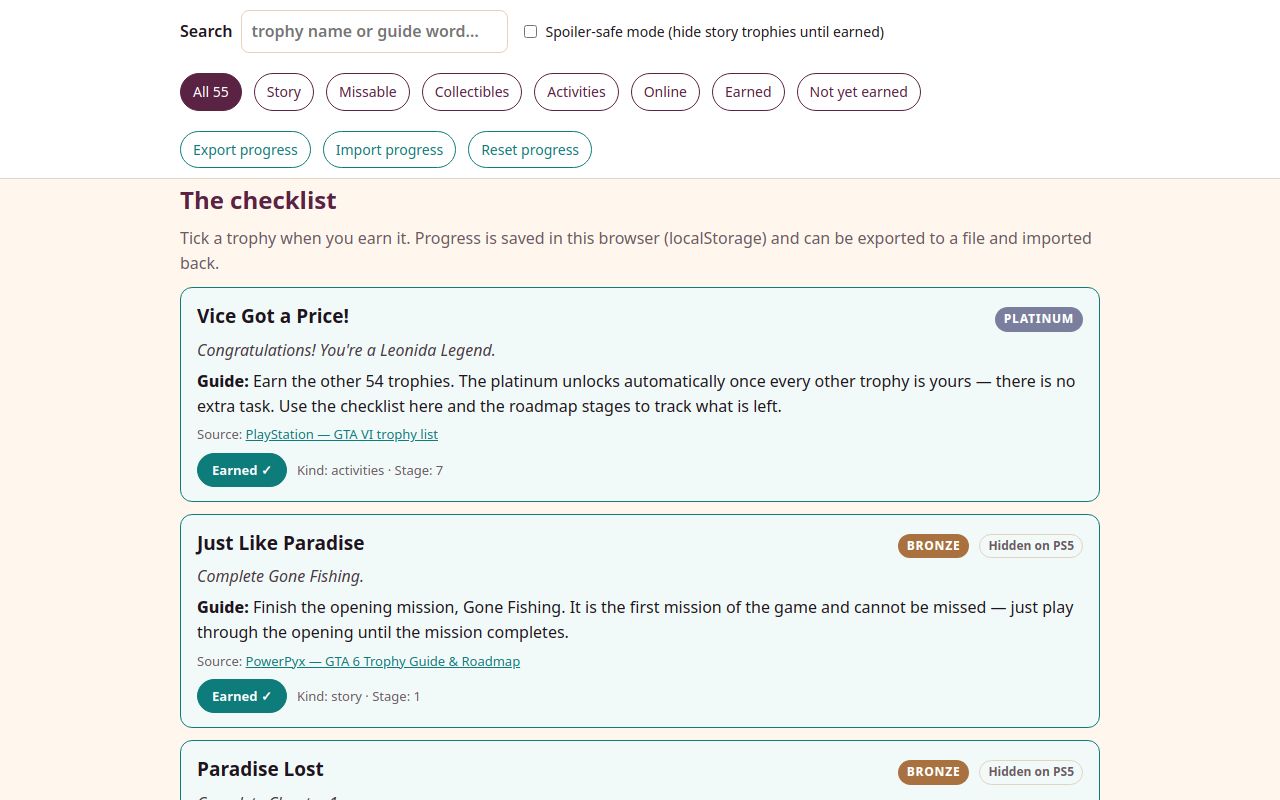 Search trophy name or guide word... Spoiler-safe mode (hide story trophies until earned)
All 55 Story Missable Collectibles Activities Online Earned Not yet earned
Export progress Import progress Reset progress
The checklist
Tick a trophy when you earn it. Progress is saved in this browser (localStorage) and can be exported to a file and imported
back.
Vice Got a Price! PLATINUM
Congratulations! You're a Leonida Legend.
Guide: Earn the other 54 trophies. The platinum unlocks automatically once every other trophy is yours — there is no
extra task. Use the checklist here and the roadmap stages to track what is left.
Source: PlayStation — GTA VI trophy list
Earned ✓ Kind: activities · Stage: 7
Just Like Paradise BRONZE Hidden on PS5
Complete Gone Fishing.
Guide: Finish the opening mission, Gone Fishing. It is the first mission of the game and cannot be missed — just play
through the opening until the mission completes.
Source: PowerPyx — GTA 6 Trophy Guide & Roadmap
Earned ✓ Kind: story · Stage: 1
Paradise Lost BRONZE Hidden on PS5